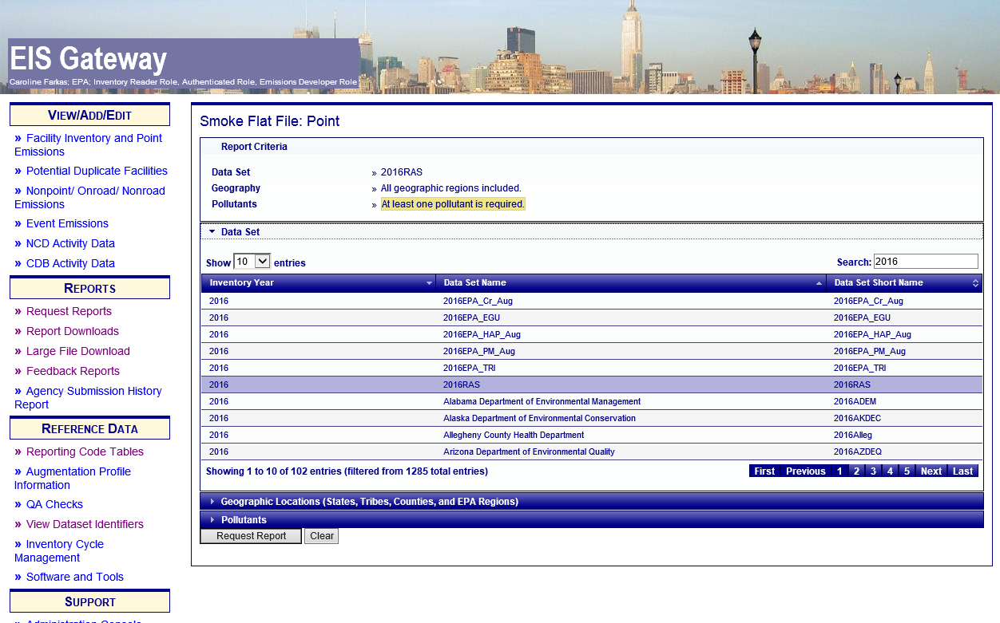 EIS Gateway
Caroline Farkas; EPA; Inventory Reader Role, Authenticated Role, Emissions Developer Role
VIEW/ADD/EDIT
» Facility Inventory and Point
Emissions
» Potential Duplicate Facilities
» Nonpoint/ Onroad/ Nonroad
Emissions
» Event Emissions
» NCD Activity Data
» CDB Activity Data
REPORTS
» Request Reports
» Report Downloads
» Large File Download
» Feedback Reports
» Agency Submission History
Report
REFERENCE DATA
» Reporting Code Tables
» Augmentation Profile
Information
» QA Checks
» View Dataset Identifiers
» Inventory Cycle
Management
» Software and Tools
SUPPORT
» Administration Console
Smoke Flat File: Point
Report Criteria
Data Set » 2016RAS
Geography » All geographic regions included.
Pollutants » At least one pollutant is required.
Data Set
Show 10 entries Search: 2016
Inventory Year Data Set Name Data Set Short Name
2016 2016EPA_Cr_Aug 2016EPA_Cr_Aug
2016 2016EPA_EGU 2016EPA_EGU
2016 2016EPA_HAP_Aug 2016EPA_HAP_Aug
2016 2016EPA_PM_Aug 2016EPA_PM_Aug
2016 2016EPA_TRI 2016EPA_TRI
2016 2016RAS 2016RAS
2016 Alabama Department of Environmental Management 2016ADEM
2016 Alaska Department of Environmental Conservation 2016AKDEC
2016 Allegheny County Health Department 2016Alleg
2016 Arizona Department of Environmental Quality 2016AZDEQ
Showing 1 to 10 of 102 entries (filtered from 1285 total entries) First Previous 1 2 3 4 5 Next Last
Geographic Locations (States, Tribes, Counties, and EPA Regions)
Pollutants
Request Report Clear